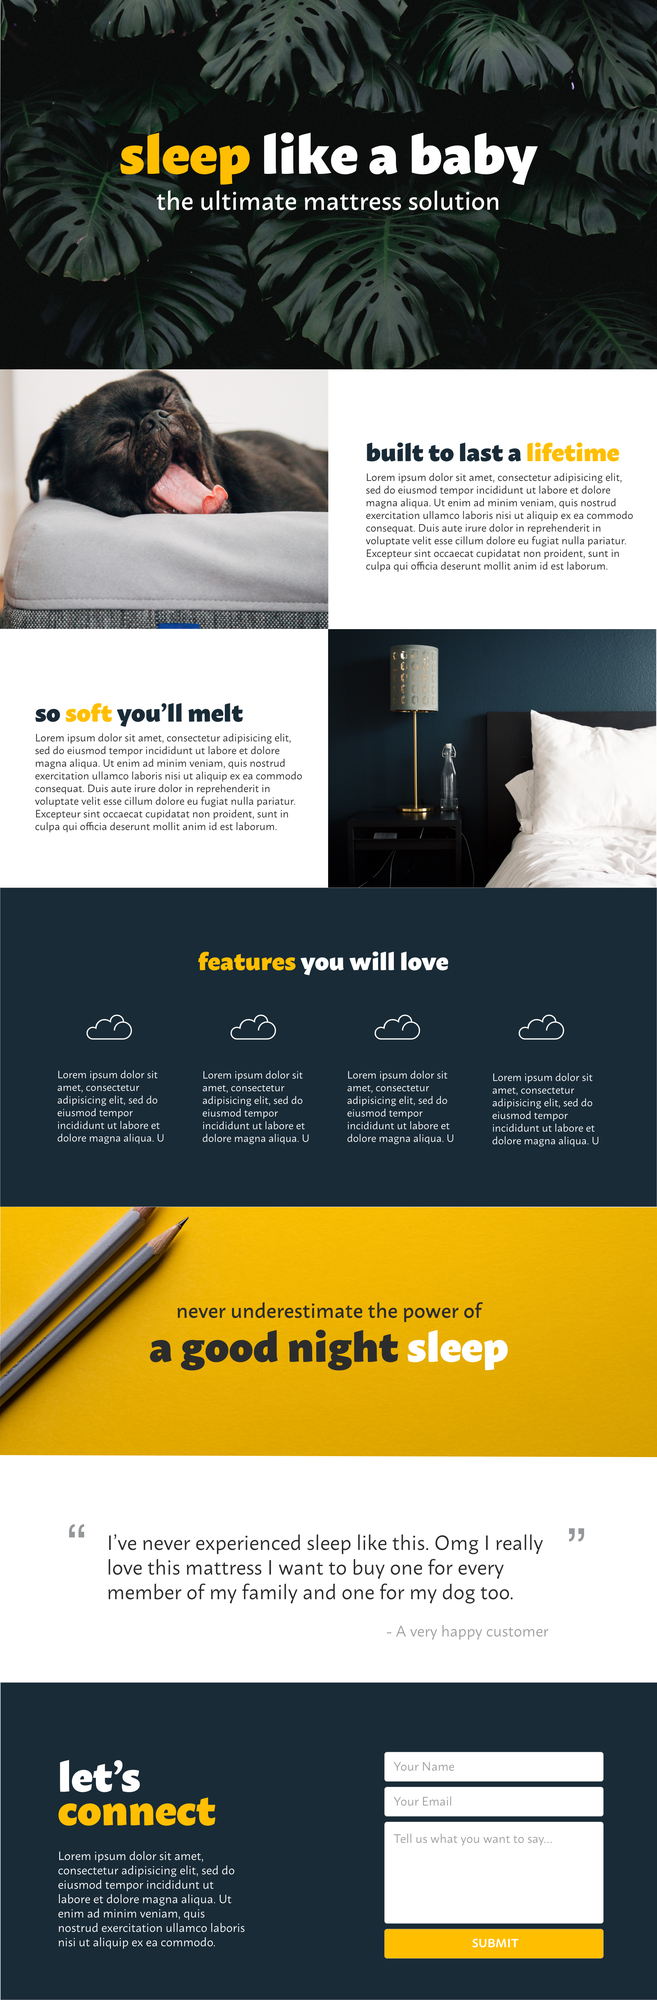 sleep like a baby
the ultimate mattress solution
built to last a lifetime
Lorem ipsum dolor sit amet, consectetur adipisicing elit,
sed do eiusmod tempor incididunt ut labore et dolore
magna aliqua. Ut enim ad minim veniam, quis nostrud
exercitation ullamco laboris nisi ut aliquip ex ea commodo
consequat. Duis aute irure dolor in reprehenderit in
voluptate velit esse cillum dolore eu fugiat nulla pariatur.
Excepteur sint occaecat cupidatat non proident, sunt in
culpa qui officia deserunt mollit anim id est laborum.
so soft you’ll melt
Lorem ipsum dolor sit amet, consectetur adipisicing elit,
sed do eiusmod tempor incididunt ut labore et dolore
magna aliqua. Ut enim ad minim veniam, quis nostrud
exercitation ullamco laboris nisi ut aliquip ex ea commodo
consequat. Duis aute irure dolor in reprehenderit in
voluptate velit esse cillum dolore eu fugiat nulla pariatur.
Excepteur sint occaecat cupidatat non proident, sunt in
culpa qui officia deserunt mollit anim id est laborum.
features you will love
Lorem ipsum dolor sit
amet, consectetur
adipisicing elit, sed do
eiusmod tempor
incididunt ut labore et
dolore magna aliqua. U
Lorem ipsum dolor sit
amet, consectetur
adipisicing elit, sed do
eiusmod tempor
incididunt ut labore et
dolore magna aliqua. U
Lorem ipsum dolor sit
amet, consectetur
adipisicing elit, sed do
eiusmod tempor
incididunt ut labore et
dolore magna aliqua. U
Lorem ipsum dolor sit
amet, consectetur
adipisicing elit, sed do
eiusmod tempor
incididunt ut labore et
dolore magna aliqua. U
never underestimate the power of
a good night sleep
“ I’ve never experienced sleep like this. Omg I really ”
love this mattress I want to buy one for every
member of my family and one for my dog too.
- A very happy customer
let’s
connect
Lorem ipsum dolor sit amet,
consectetur adipisicing elit, sed do
eiusmod tempor incididunt ut
labore et dolore magna aliqua. Ut
enim ad minim veniam, quis
nostrud exercitation ullamco laboris
nisi ut aliquip ex ea commodo.
Your Name
Your Email
Tell us what you want to say...
SUBMIT